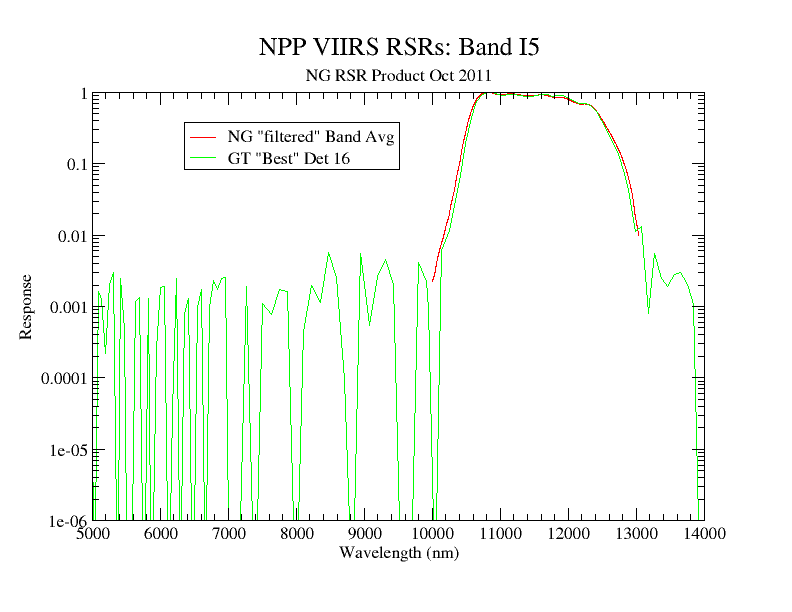 NPP VIIRS RSRs: Band I5
NG RSR Product Oct 2011
NG "filtered" Band Avg
GT "Best" Det 16
1
0.1
0.01
0.001
0.0001
1e-05
1e-06
Response
5000 6000 7000 8000 9000 10000 11000 12000 13000 14000
Wavelength (nm)